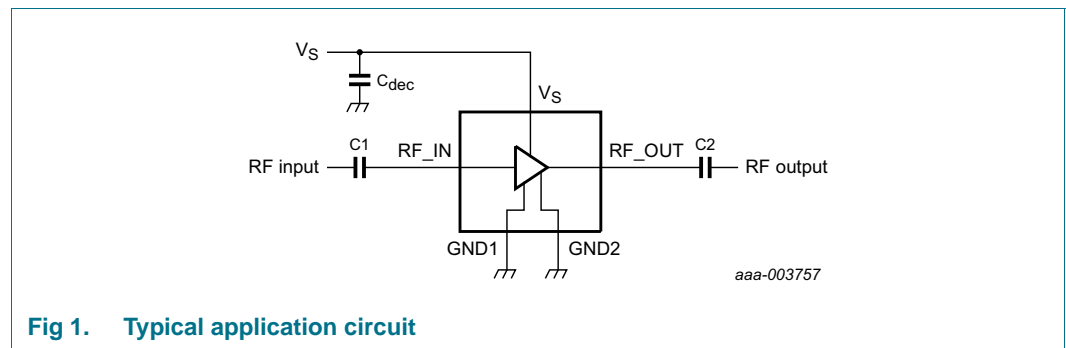 VS
Cdec
VS
C1
RF_IN
RF_OUT
C2
RF input
RF output
GND1
GND2
aaa-003757
Fig 1. Typical application circuit